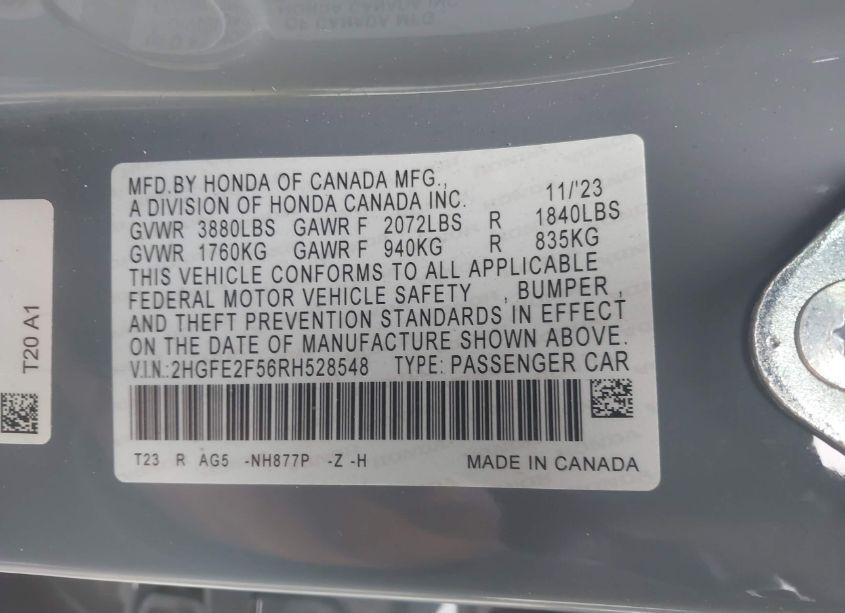 MFD.BY HONDA OF CANADA MFG.,
A DIVISION OF HONDA CANADA INC. 11/'23
GVWR 3880LBS GAWR F 2072LBS R 1840LBS
GVWR 1760KG GAWR F 940KG R 835KG
THIS VEHICLE CONFORMS TO ALL APPLICABLE
FEDERAL MOTOR VEHICLE SAFETY , BUMPER ,
AND THEFT PREVENTION STANDARDS IN EFFECT
ON THE DATE OF MANUFACTURE SHOWN ABOVE.
V.I.N.:2HGFE2F56RH528548 TYPE: PASSENGER CAR
T23 R AG5 -NH877P -Z -H MADE IN CANADA
T20 A1